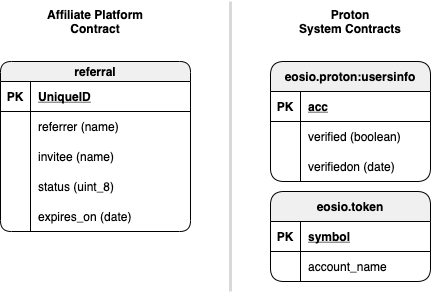 Affiliate Platform
Contract
referral
PK UniqueID
referrer (name)
invitee (name)
status (uint_8)
expires_on (date)
Proton
System Contracts
eosio.proton:usersinfo
PK acc
verified (boolean)
verifiedon (date)
eosio.token
PK symbol
account_name